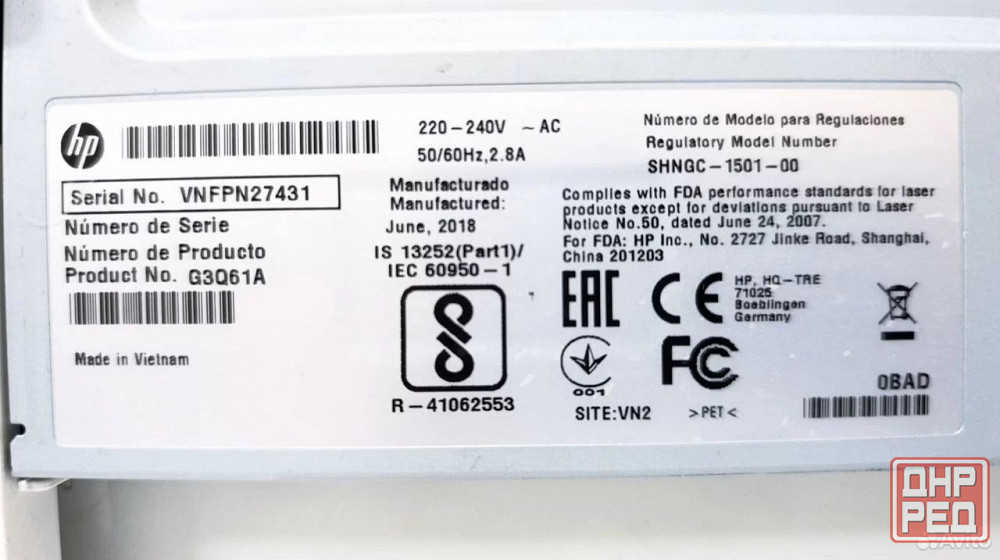 hp
Serial No. VNFPN27431
Número de Serie
Número de Producto
Product No. G3Q61A
Made in Vietnam
220-240V ~ AC
50/60Hz,2.8A
Manufacturado
Manufactured:
June, 2018
IS 13252(Part1)/
IEC 60950-1
R-41062553
Número de Modelo para Regulaciones
Regulatory Model Number
SHNGC-1501-00
Complies with FDA performance standards for laser
products except for deviations pursuant to Laser
Notice No.50, dated June 24, 2007.
For FDA: HP Inc., No. 2727 Jinke Road, Shanghai,
China 201203
EAC CE
HP, HQ-TRE
71025
Boeblingen
Germany
001
FC
SITE:VN2 >PET<
0BAD
ДНР
РЕД
Avito